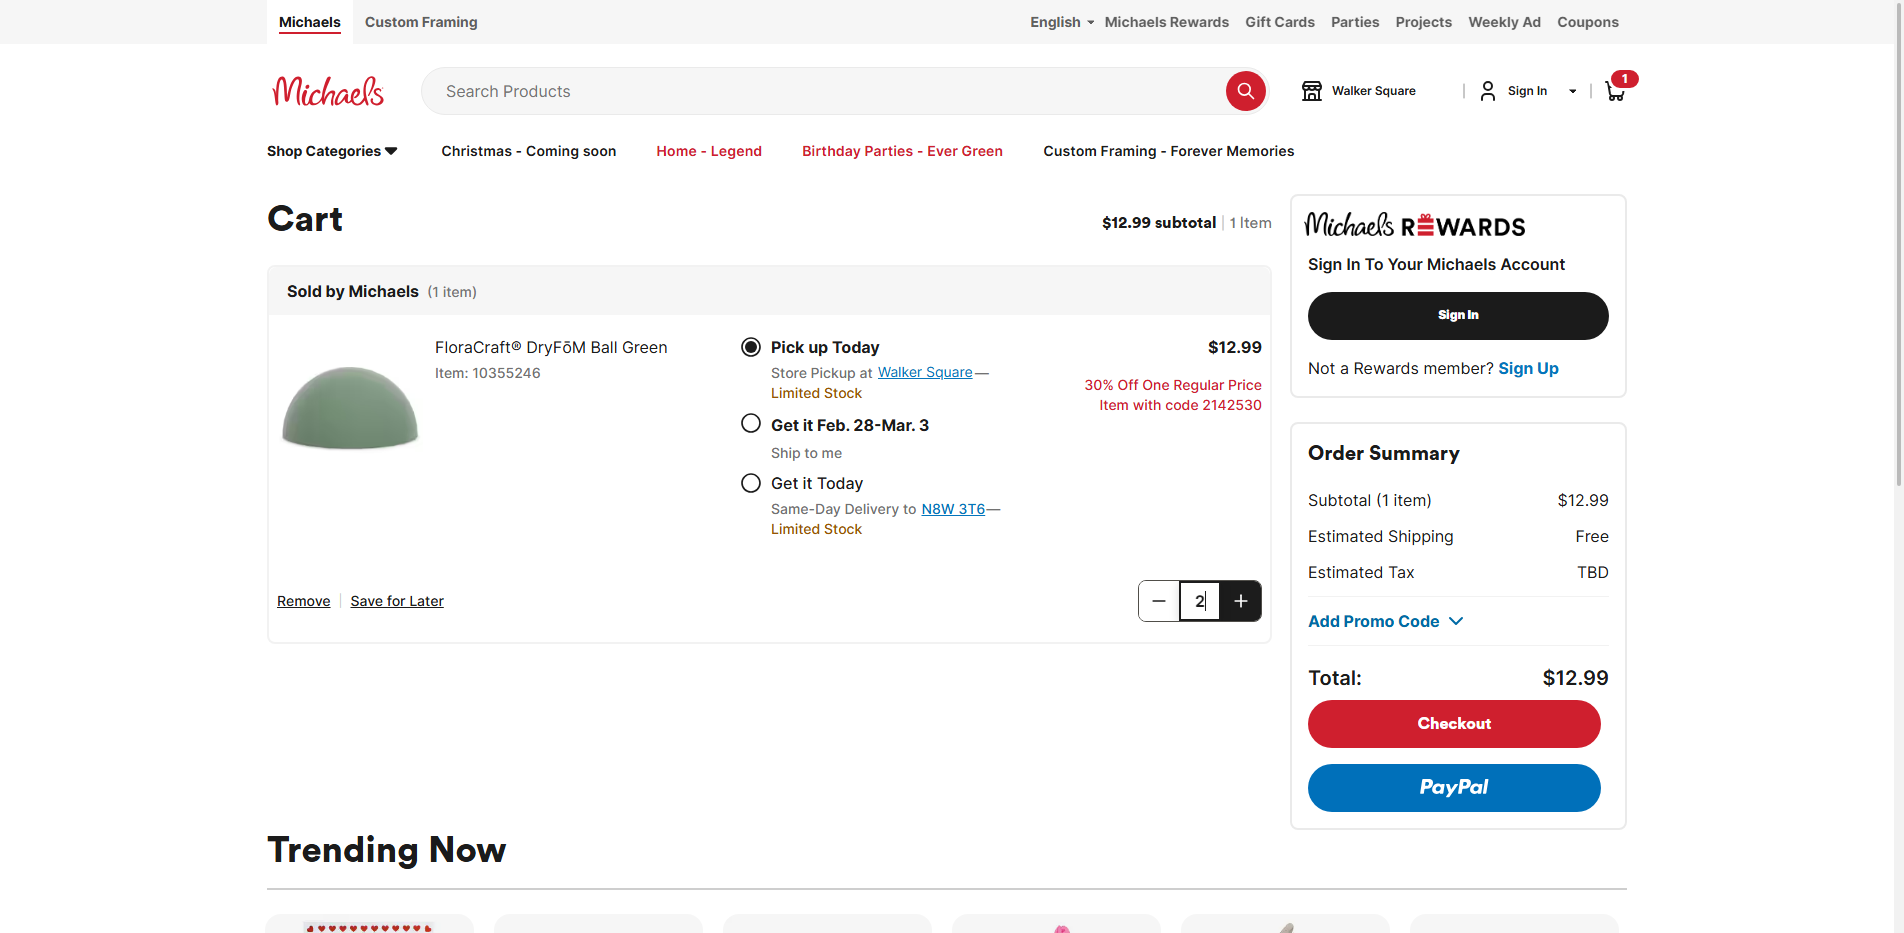 Michaels
Custom Framing
English
Michaels Rewards
Gift Cards
Parties
Projects
Weekly Ad
Coupons
Michaels
Search Products
Walker Square
Sign In
1
Shop Categories
Christmas - Coming soon
Home - Legend
Birthday Parties - Ever Green
Custom Framing - Forever Memories
Cart
$12.99 subtotal | 1 Item
Sold by Michaels (1 item)
FloraCraft® DryFōM Ball Green
Item: 10355246
Pick up Today
Store Pickup at Walker Square—
Limited Stock
Get it Feb. 28-Mar. 3
Ship to me
Get it Today
Same-Day Delivery to N8W 3T6—
Limited Stock
$12.99
30% Off One Regular Price
Item with code 2142530
Remove
Save for Later
2
Michaels REWARDS
Sign In To Your Michaels Account
Sign In
Not a Rewards member? Sign Up
Order Summary
Subtotal (1 item) $12.99
Estimated Shipping Free
Estimated Tax TBD
Add Promo Code
Total: $12.99
Checkout
PayPal
Trending Now